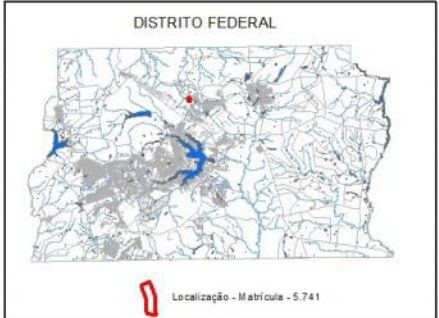 DISTRITO FEDERAL
Localização - Matrícula - 5.741